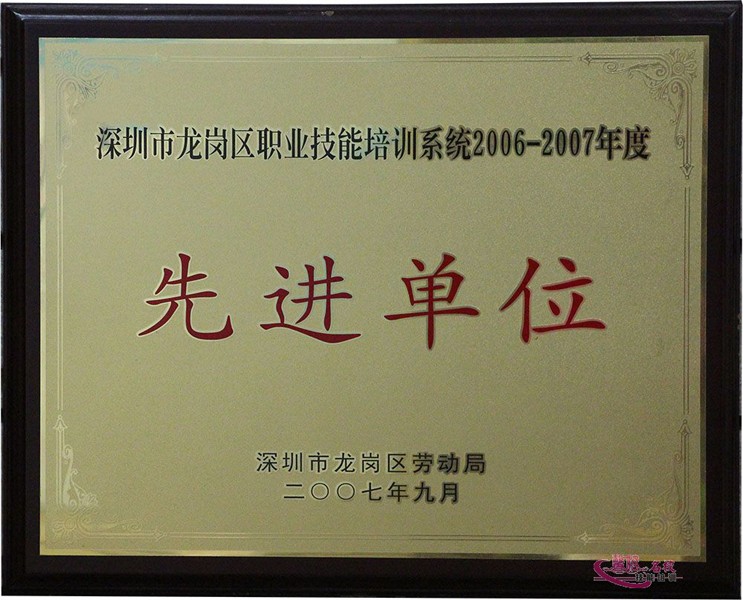 深圳市龙岗区职业技能培训系统2006-2007年度
先进单位
深圳市龙岗区劳动局
二〇〇七年九月